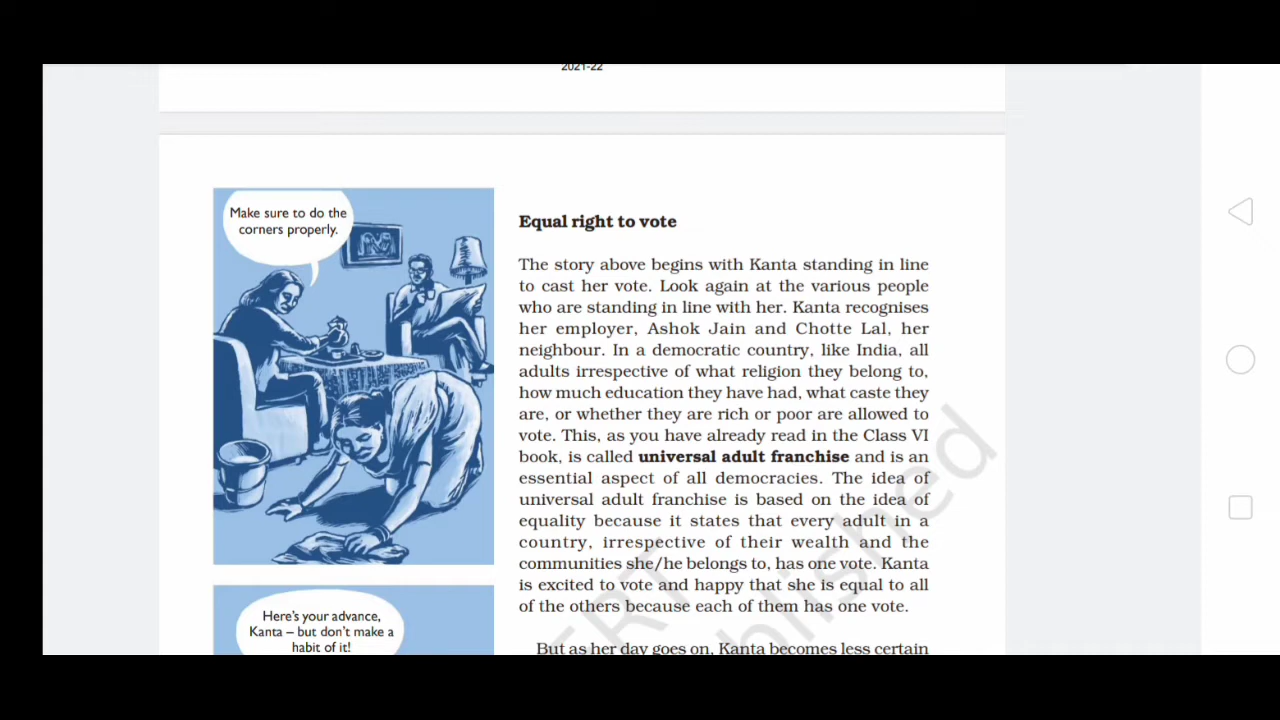 2021-22
Make sure to do the
corners properly.
Equal right to vote
The story above begins with Kanta standing in line
to cast her vote. Look again at the various people
who are standing in line with her. Kanta recognises
her employer, Ashok Jain and Chotte Lal, her
neighbour. In a democratic country, like India, all
adults irrespective of what religion they belong to,
how much education they have had, what caste they
are, or whether they are rich or poor are allowed to
vote. This, as you have already read in the Class VI
book, is called universal adult franchise and is an
essential aspect of all democracies. The idea of
universal adult franchise is based on the idea of
equality because it states that every adult in a
country, irrespective of their wealth and the
communities she/he belongs to, has one vote. Kanta
is excited to vote and happy that she is equal to all
of the others because each of them has one vote.
Here's your advance,
Kanta – but don't make a
habit of it!
But as her day goes on, Kanta becomes less certain